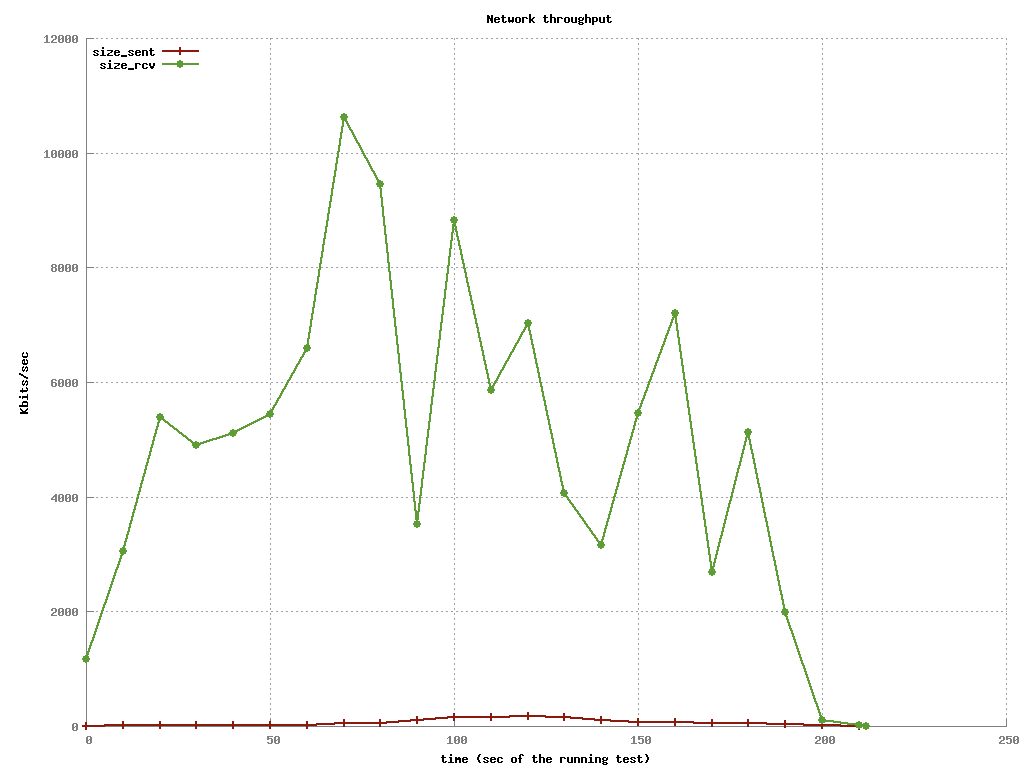 Network throughput
12000
size_sent
size_rcv
10000
8000
6000
Kbits/sec
4000
2000
0
0 50 100 150 200 250
time (sec of the running test)